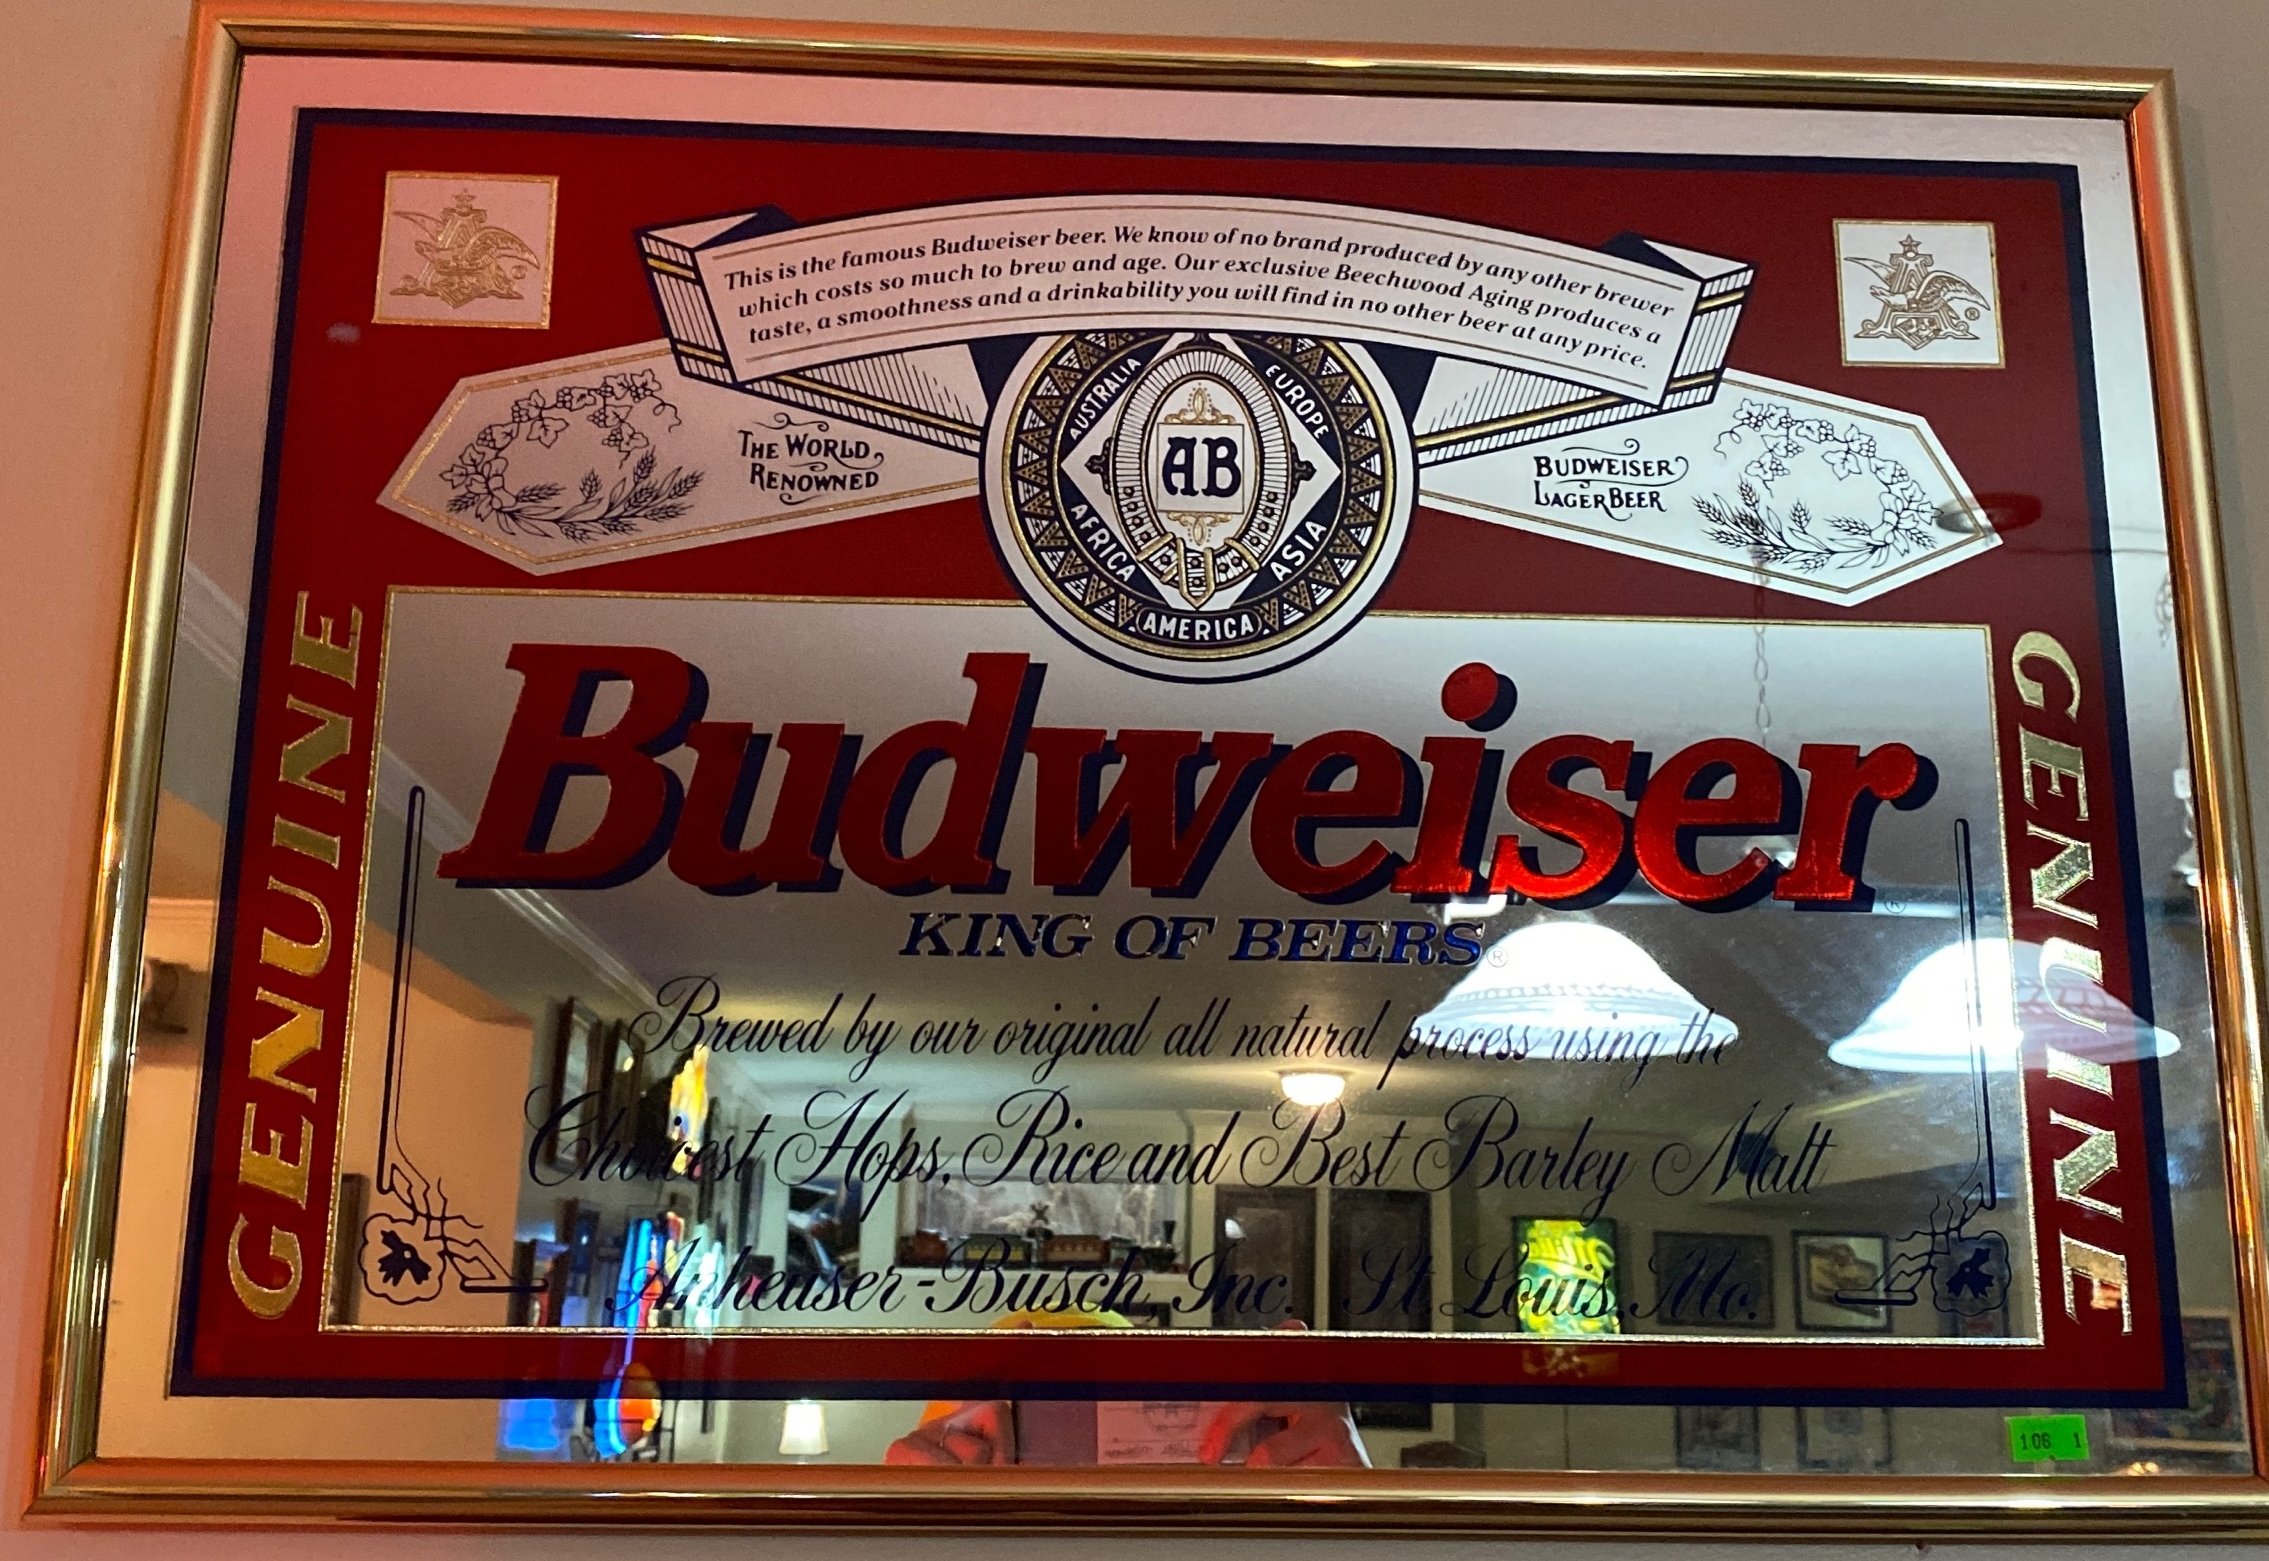 This is the famous Budweiser beer. We know of no brand produced by any other brewer
which costs so much to brew and age. Our exclusive Beechwood Aging produces a
taste, a smoothness and a drinkability you will find in no other beer at any price.
THE WORLD
RENOWNED
AUSTRALIA
EUROPE
AB
AFRICA
ASIA
AMERICA
BUDWEISER
LAGER BEER
GENUINE
GENUINE
Budweiser®
KING OF BEERS®
Brewed by our original all natural process using the
Choicest Hops, Rice and Best Barley Malt
Anheuser-Busch, Inc. St. Louis, Mo.
106 1